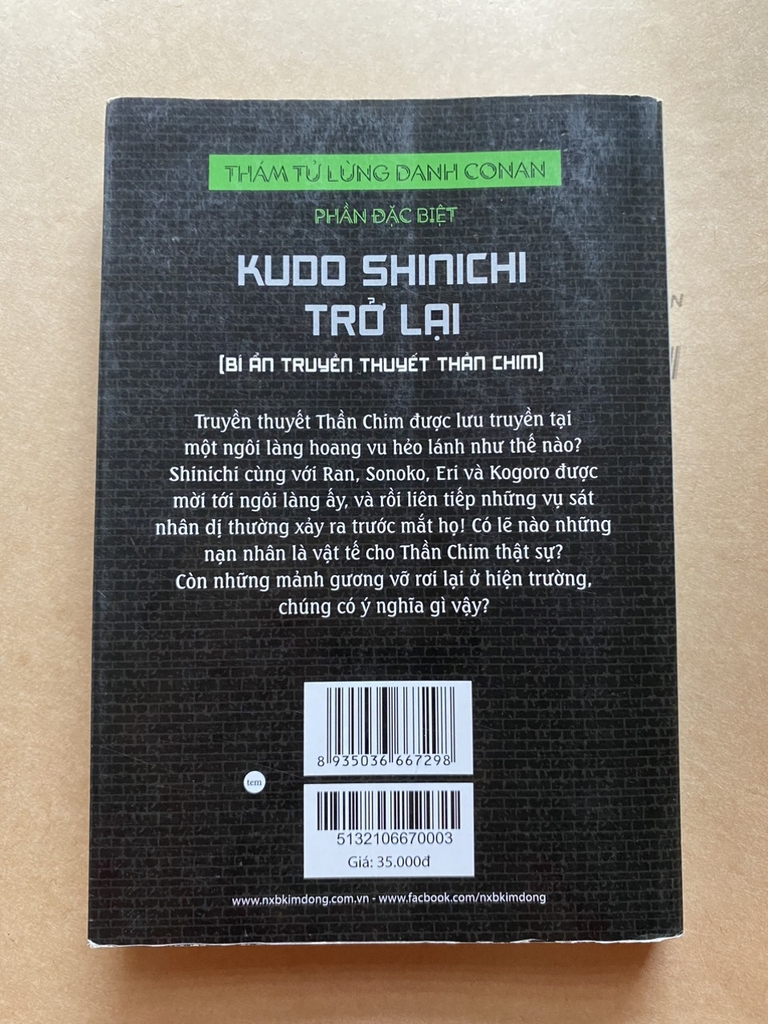 THÁM TỬ LỪNG DANH CONAN
PHẦN ĐẶC BIỆT
KUDO SHINICHI
TRỞ LẠI
[BÍ ẨN TRUYỀN THUYẾT THẦN CHIM]
Truyền thuyết Thần Chim được lưu truyền tại
một ngôi làng hoang vu hẻo lánh như thế nào?
Shinichi cùng với Ran, Sonoko, Eri và Kogoro được
mời tới ngôi làng ấy, và rồi liên tiếp những vụ sát
nhân dị thường xảy ra trước mắt họ! Có lẽ nào những
nạn nhân là vật tế cho Thần Chim thật sự?
Còn những mảnh gương vỡ rơi lại ở hiện trường,
chúng có ý nghĩa gì vậy?
8 935036 667298
tem
5132106670003
Giá: 35.000đ
www.nxbkimdong.com.vn - www.facbook.com/nxbkimdong